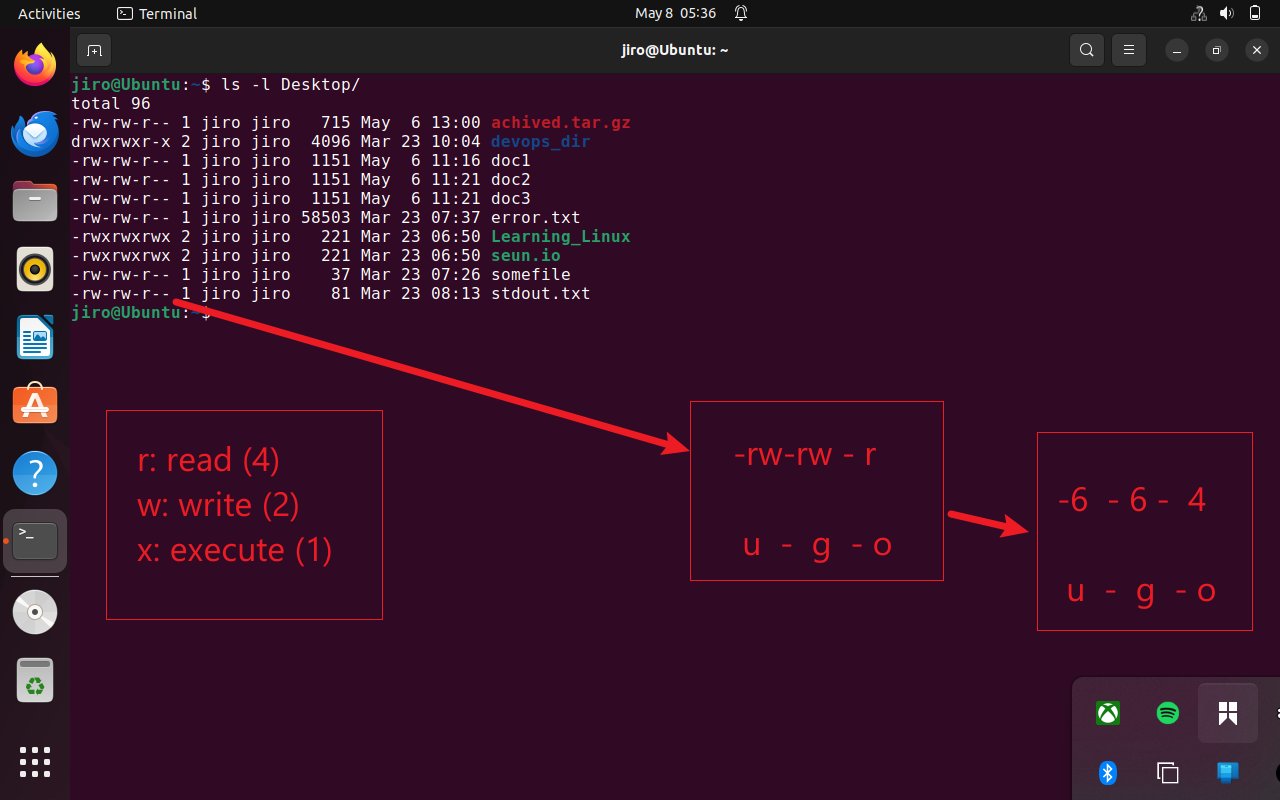 Activities
Terminal
May 8 05:36
jiro@Ubuntu: ~
jiro@Ubuntu:~$ ls -l Desktop/
total 96
-rw-rw-r-- 1 jiro jiro   715 May  6 13:00 achived.tar.gz
drwxrwxr-x 2 jiro jiro  4096 Mar 23 10:04 devops_dir
-rw-rw-r-- 1 jiro jiro  1151 May  6 11:16 doc1
-rw-rw-r-- 1 jiro jiro  1151 May  6 11:21 doc2
-rw-rw-r-- 1 jiro jiro  1151 May  6 11:21 doc3
-rw-rw-r-- 1 jiro jiro 58503 Mar 23 07:37 error.txt
-rwxrwxrwx 2 jiro jiro   221 Mar 23 06:50 Learning_Linux
-rwxrwxrwx 2 jiro jiro   221 Mar 23 06:50 seun.io
-rw-rw-r-- 1 jiro jiro    37 Mar 23 07:26 somefile
-rw-rw-r-- 1 jiro jiro    81 Mar 23 08:13 stdout.txt
jiro@Ubuntu:~$
r: read (4)
w: write (2)
x: execute (1)
-rw-rw - r
u - g - o
-6 - 6 - 4
u - g - o